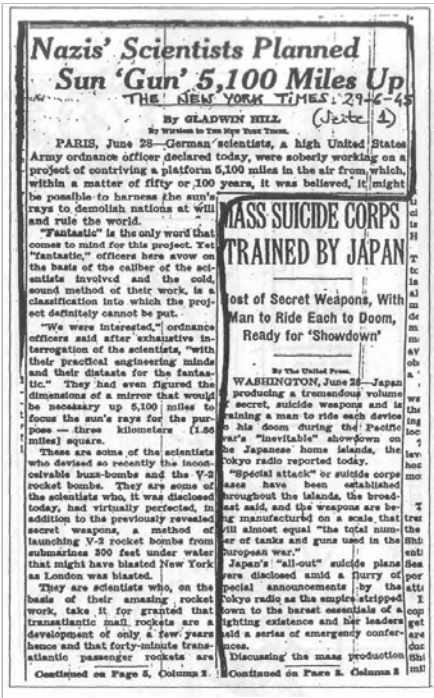 Nazis' Scientists Planned
Sun 'Gun' 5,100 Miles Up
THE NEW YORK TIMES. 29-6-45
By GLADWIN HILL
(Seite 1)
By Wireless to THE NEW YORK TIMES.
PARIS, June 28—German scientists, a high United States
Army ordnance officer declared today, were soberly working on a
project of contriving a platform 5,100 miles in the air from which,
within a matter of fifty or 100 years, it was believed, it might
be possible to harness the sun's
rays to demolish nations at will
and rule the world.
"Fantastic" is the only word that
comes to mind for this project. Yet
"fantastic," officers here avow on
the basis of the caliber of the sci-
entists involved and the cold,
sound method of their work, is a
classification into which the proj-
ect definitely cannot be put.
"We were interested," ordnance
officers said after exhaustive in-
terrogation of the scientists, "with
their practical engineering minds
and their distaste for the fantas-
tic." They had even figured the
dimensions of a mirror that would
be necessary up 5,100 miles to
focus the sun's rays for the pur-
pose — three kilometers [1.86
miles] square.
These are some of the scientists
who devised so recently the incon-
ceivable buzz-bombs and the V-2
rocket bombs. They are some of
the scientists who, it was disclosed
today, had virtually perfected, in
addition to the previously revealed
secret weapons, a method of
launching V-2 rocket bombs from
submarines 300 feet under water
that might have blasted New York
as London was blasted.
They are scientists who, on the
basis of their amazing rocket
work, take it for granted that
transatlantic mail rockets are a
development of only a few years
hence and that forty-minute trans-
atlantic passenger rockets are
Continued on Page 5, Column 2
MASS SUICIDE CORPS
TRAINED BY JAPAN
Host of Secret Weapons, With
Man to Ride Each to Doom,
Ready for 'Showdown'
By The United Press.
WASHINGTON, June 28—Japan
producing a tremendous volume
f secret, suicide weapons and is
raining a man to ride each device
his doom during the Pacific
war's "inevitable" showdown on
he Japanese home islands, the
okyo radio reported today.
"Special attack" or suicide corps
ases have been established
hroughout the islands, the broad-
ast said, and the weapons are be-
ng manufactured on a scale that
ill almost equal "the total num-
er of tanks and guns used in the
uropean war."
Japan's "all-out" suicide plans
ere disclosed amid a flurry of
pecial announcements by the
okyo radio as the empire stripped
own to the barest essentials of a
ighting existence and her leaders
eld a series of emergency confer-
nces.
Discussing the mass production
Continued on Page 2, Column 3